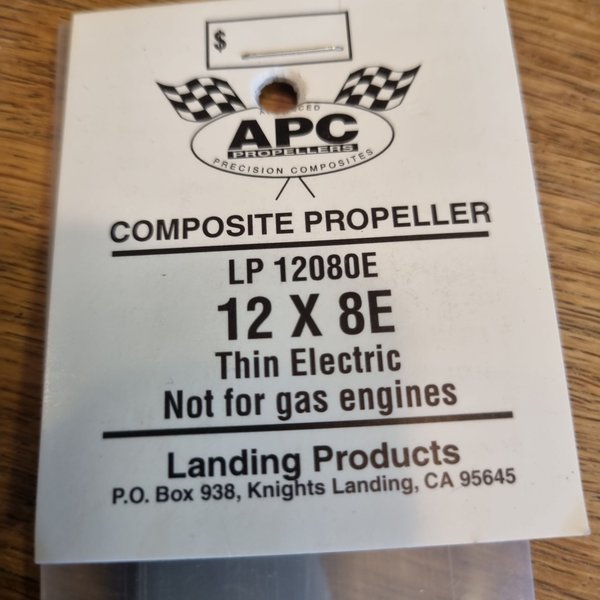 $
APC
PROPELLERS
PRECISION COMPOSITES
COMPOSITE PROPELLER
LP 12080E
12 X 8E
Thin Electric
Not for gas engines
Landing Products
P.O. Box 938, Knights Landing, CA 95645